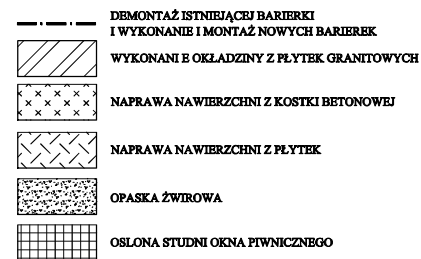 DEMONTAŻ ISTNIEJĄCEJ BARIERKI
I WYKONANIE I MONTAŻ NOWYCH BARIEREK
WYKONANI E OKŁADZINY Z PŁYTEK GRANITOWYCH
NAPRAWA NAWIERZCHNI Z KOSTKI BETONOWEJ
NAPRAWA NAWIERZCHNI Z PŁYTEK
OPASKA ŻWIROWA
OSLONA STUDNI OKNA PIWNICZNEGO